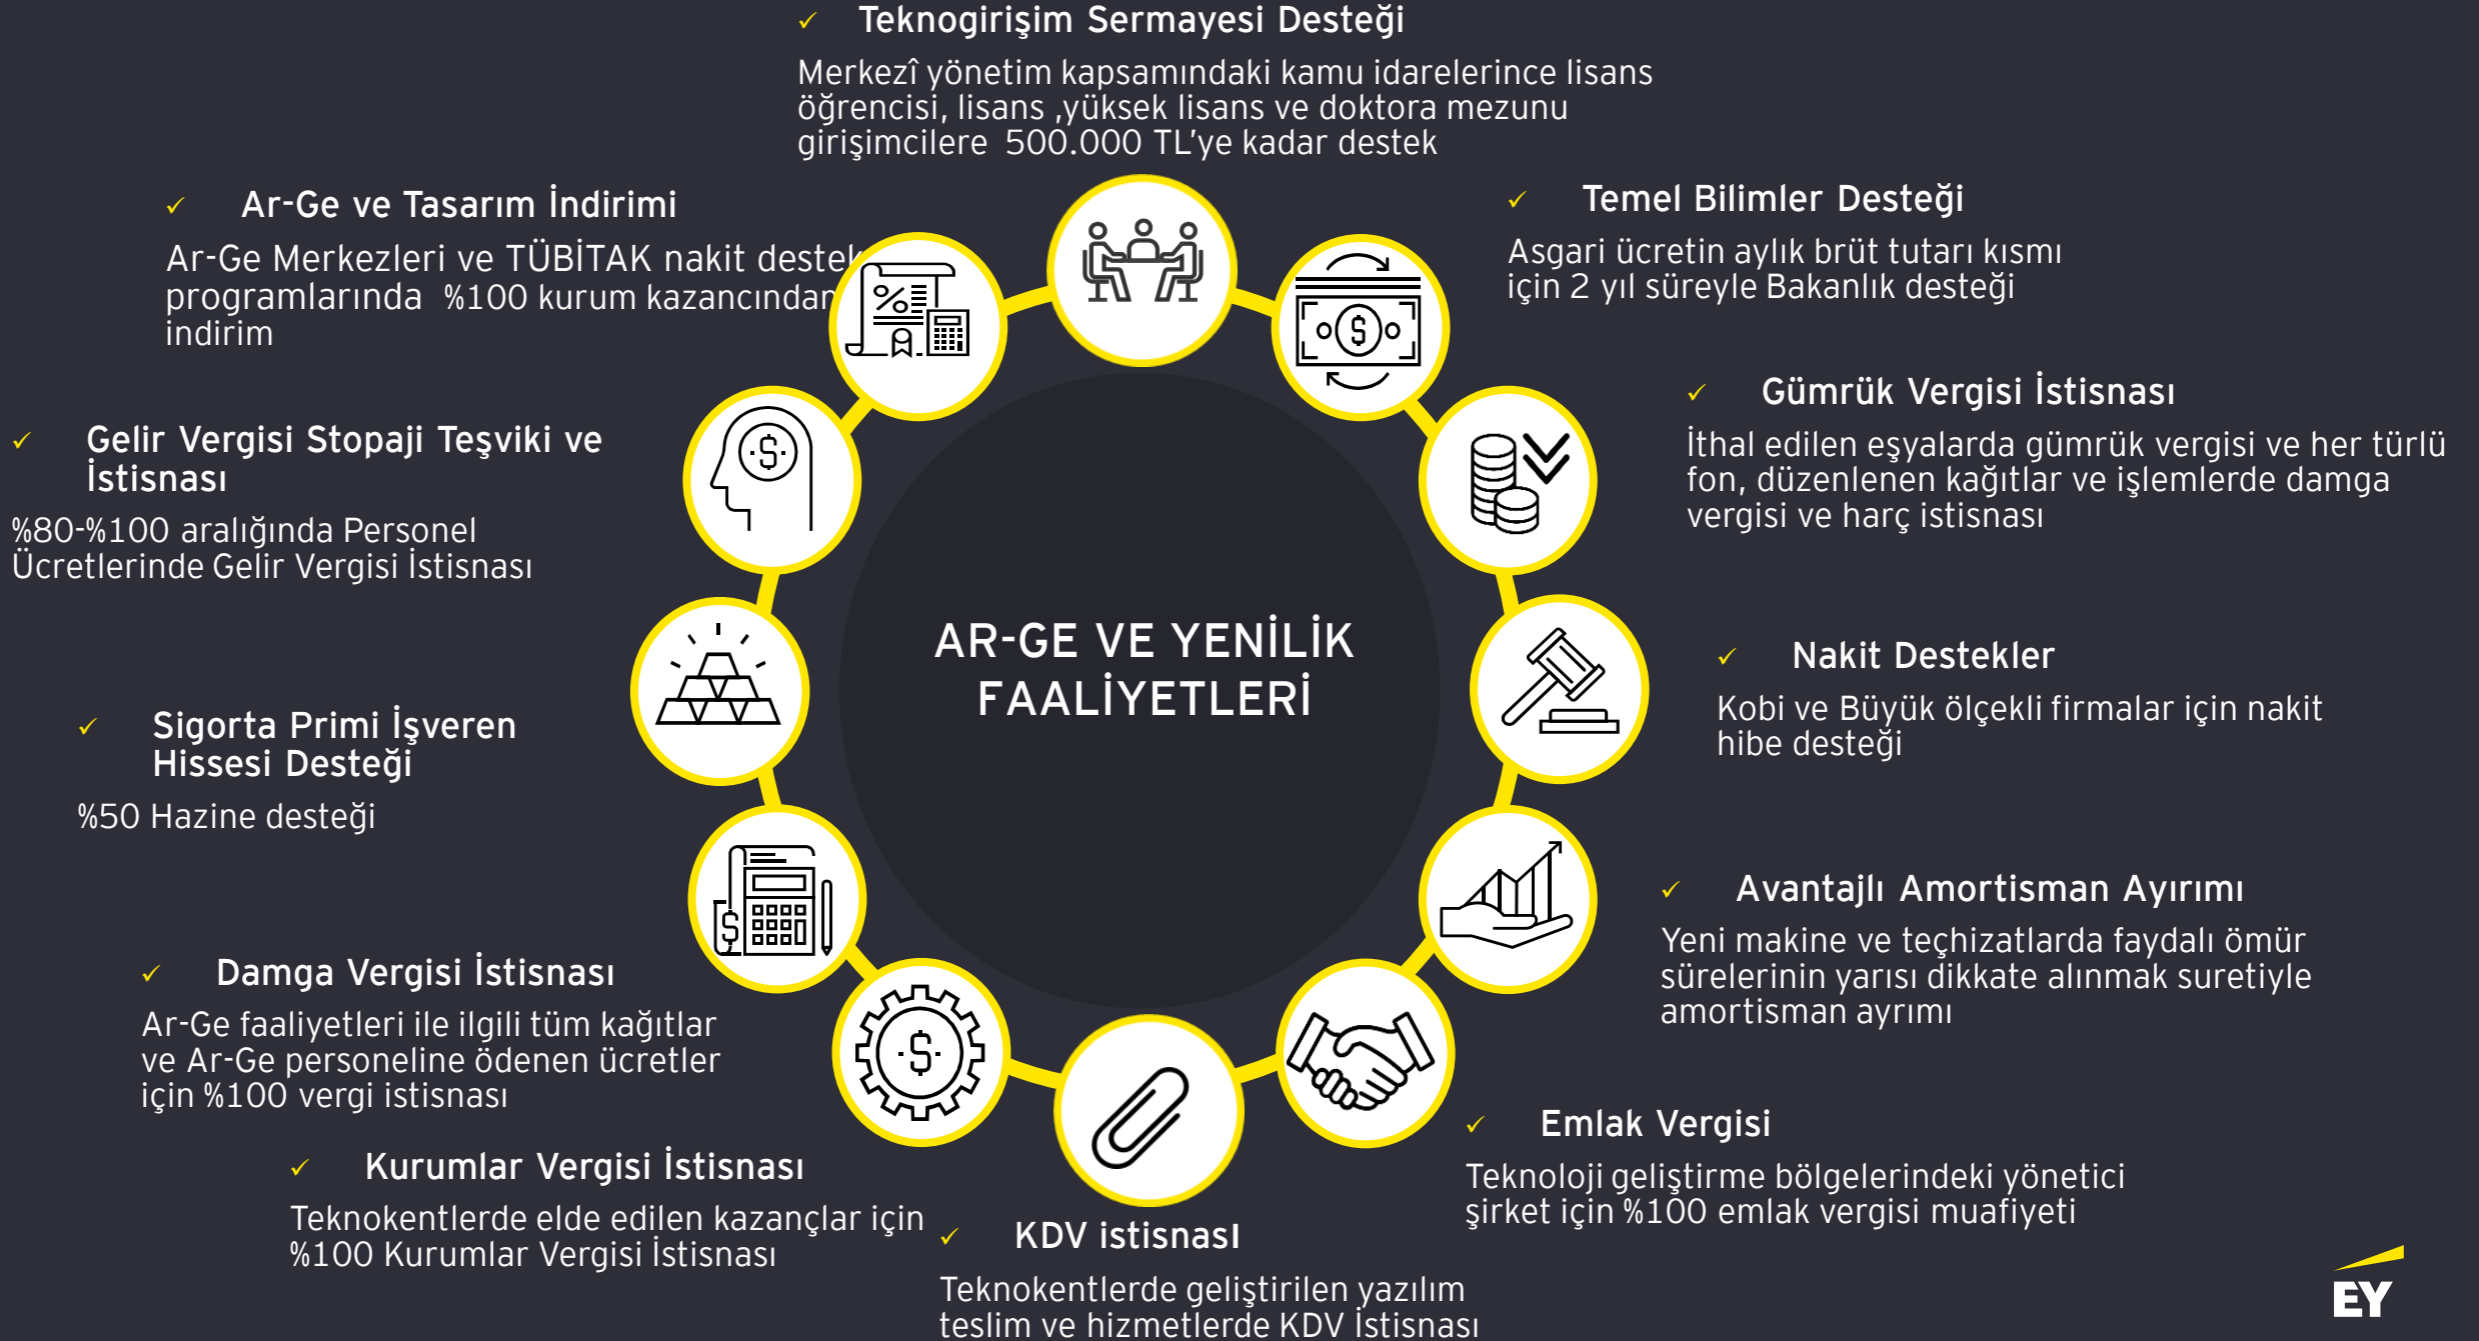 Teknogirişim Sermayesi Desteği
Merkezî yönetim kapsamındaki kamu idarelerince lisans
öğrencisi, lisans ,yüksek lisans ve doktora mezunu
girişimcilere 500.000 TL'ye kadar destek
Ar-Ge ve Tasarım İndirimi
Ar-Ge Merkezleri ve TÜBİTAK nakit destek
programlarında %100 kurum kazancından
indirim
Temel Bilimler Desteği
Asgari ücretin aylık brüt tutarı kısmı
için 2 yıl süreyle Bakanlık desteği
Gelir Vergisi Stopaji Teşviki ve
İstisnası
%80-%100 aralığında Personel
Ücretlerinde Gelir Vergisi İstisnası
Gümrük Vergisi İstisnası
İthal edilen eşyalarda gümrük vergisi ve her türlü
fon, düzenlenen kağıtlar ve işlemlerde damga
vergisi ve harç istisnası
AR-GE VE YENİLİK
FAALİYETLERİ
Sigorta Primi İşveren
Hissesi Desteği
%50 Hazine desteği
Nakit Destekler
Kobi ve Büyük ölçekli firmalar için nakit
hibe desteği
Damga Vergisi İstisnası
Ar-Ge faaliyetleri ile ilgili tüm kağıtlar
ve Ar-Ge personeline ödenen ücretler
için %100 vergi istisnası
Avantajlı Amortisman Ayırımı
Yeni makine ve teçhizatlarda faydalı ömür
sürelerinin yarısı dikkate alınmak suretiyle
amortisman ayrımı
Kurumlar Vergisi İstisnası
Teknokentlerde elde edilen kazançlar için
%100 Kurumlar Vergisi İstisnası
KDV istisnasI
Teknokentlerde geliştirilen yazılım
teslim ve hizmetlerde KDV İstisnası
Emlak Vergisi
Teknoloji geliştirme bölgelerindeki yönetici
şirket için %100 emlak vergisi muafiyeti
EY